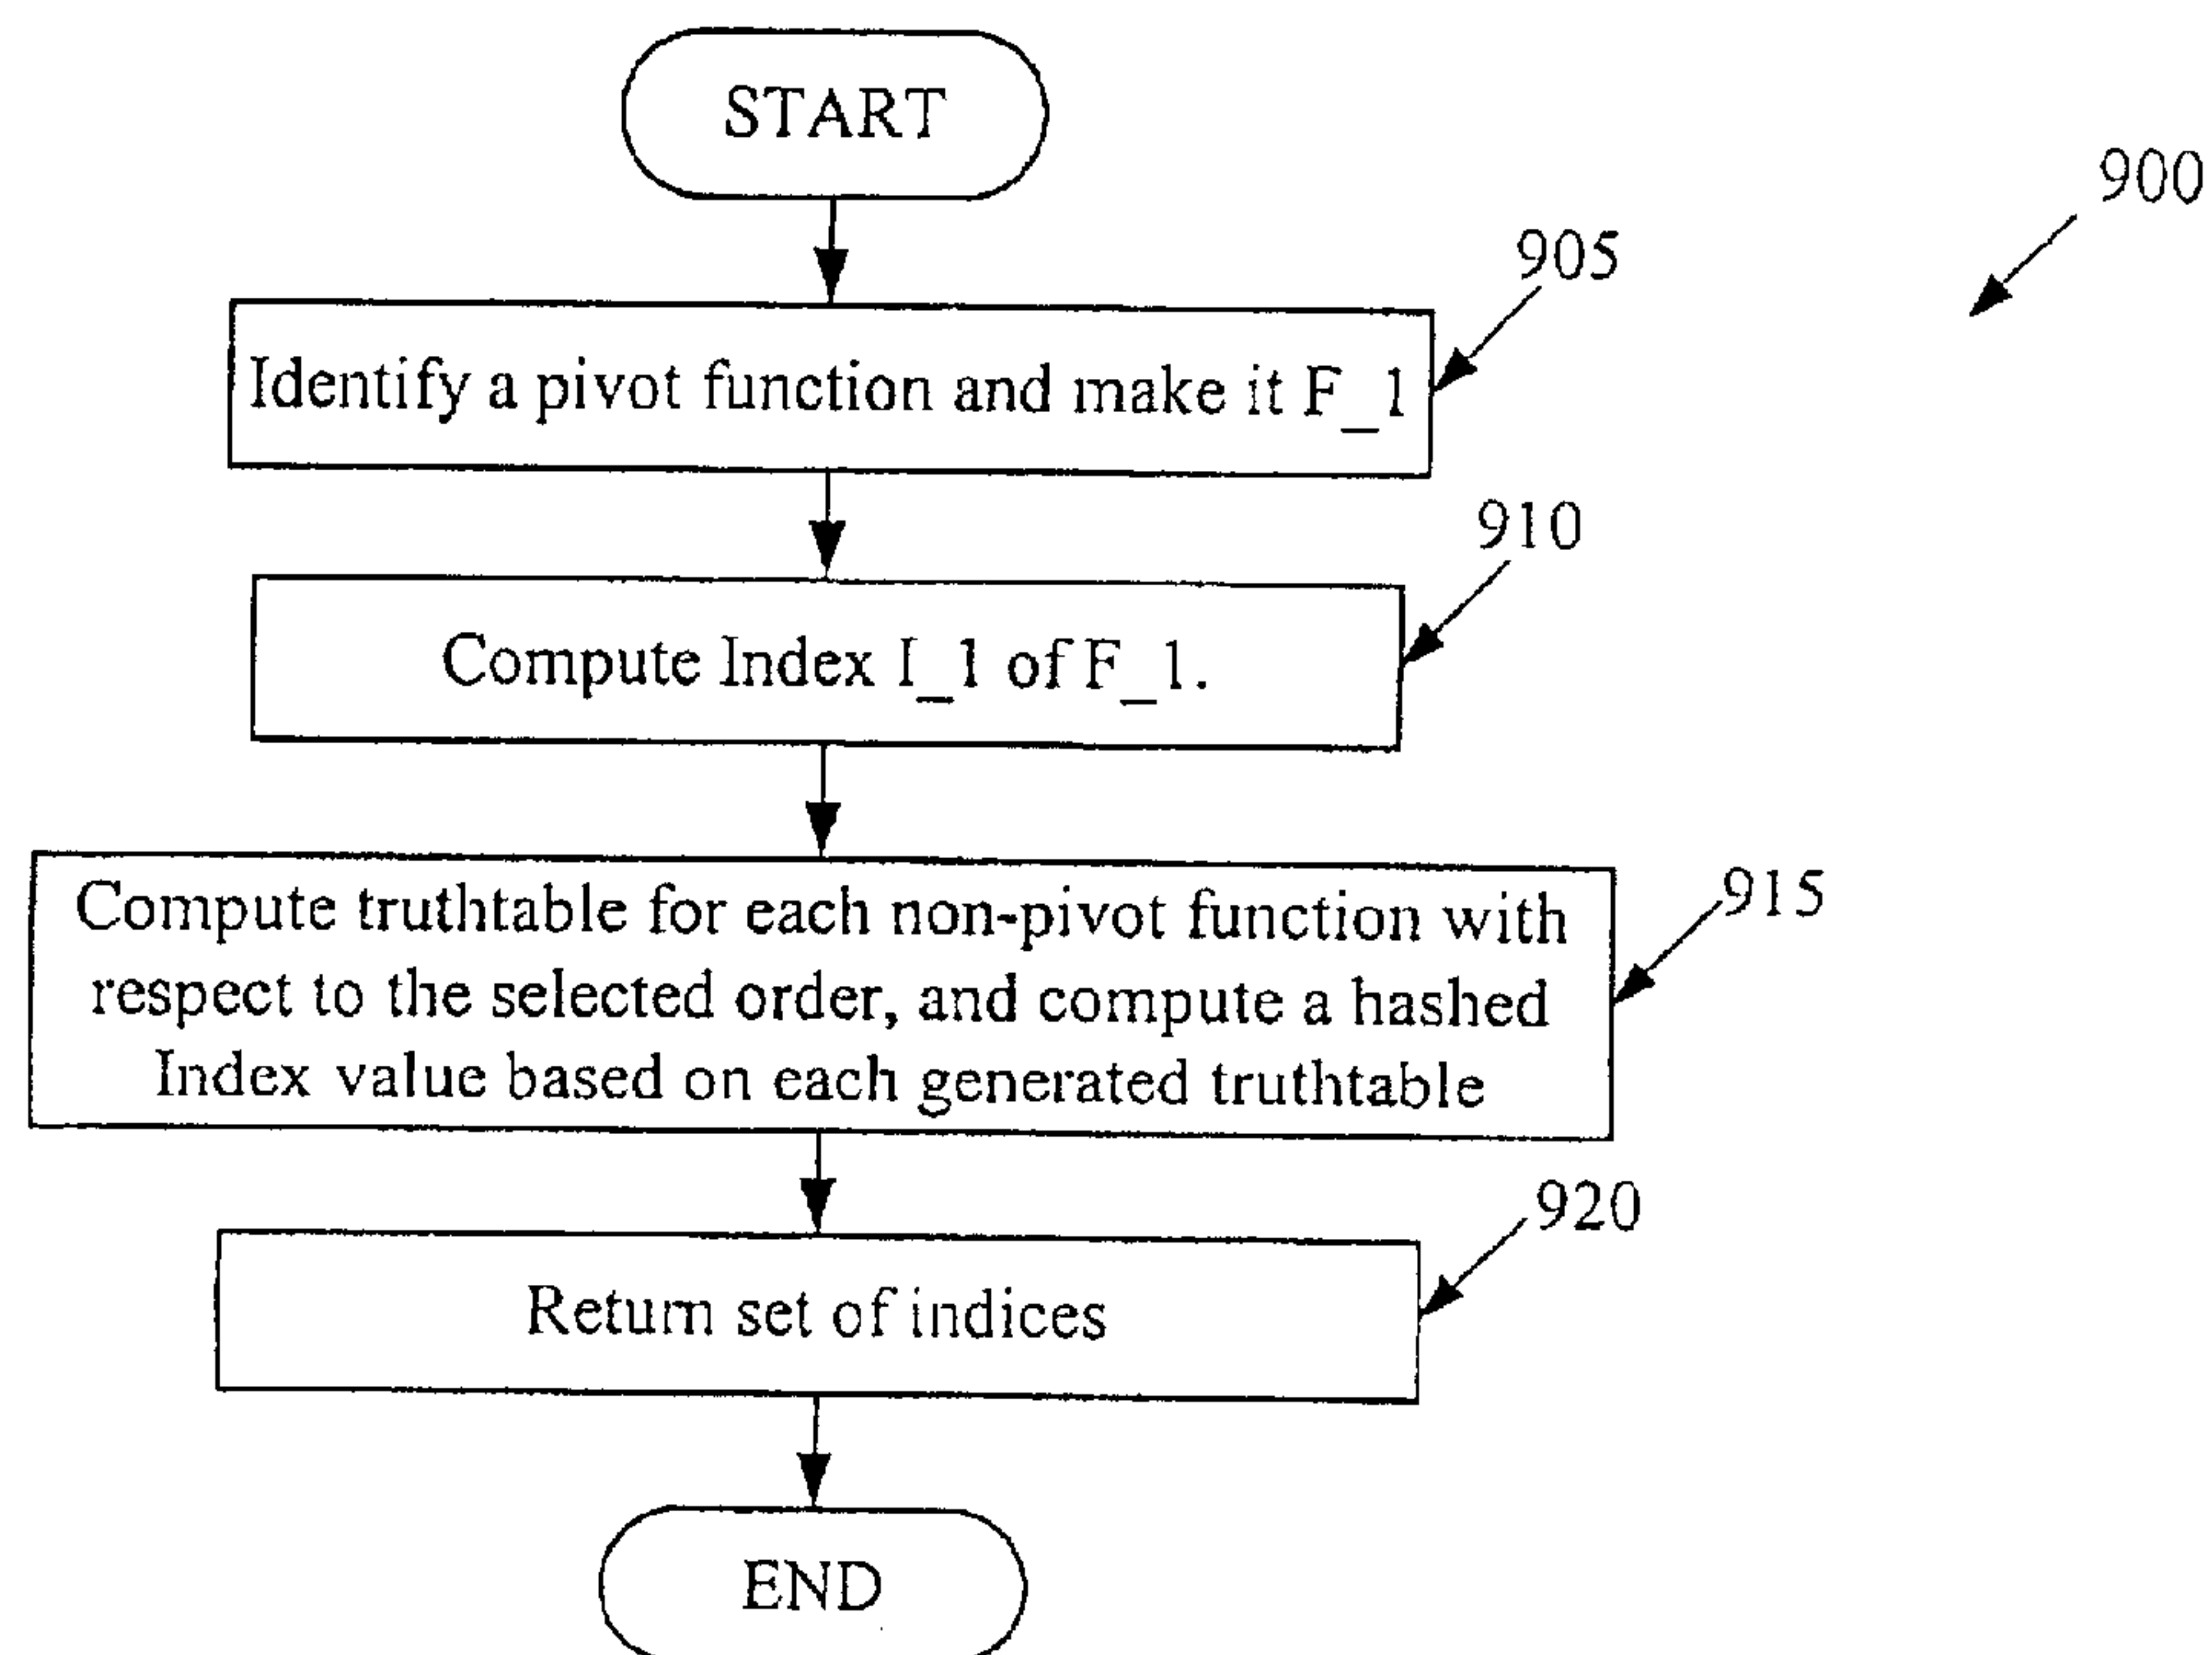 START
900
905
Identify a pivot function and make it F_1
910
Compute Index I_1 of F_1.
915
Compute truthtable for each non-pivot function with
respect to the selected order, and compute a hashed
Index value based on each generated truthtable
920
Return set of indices
END